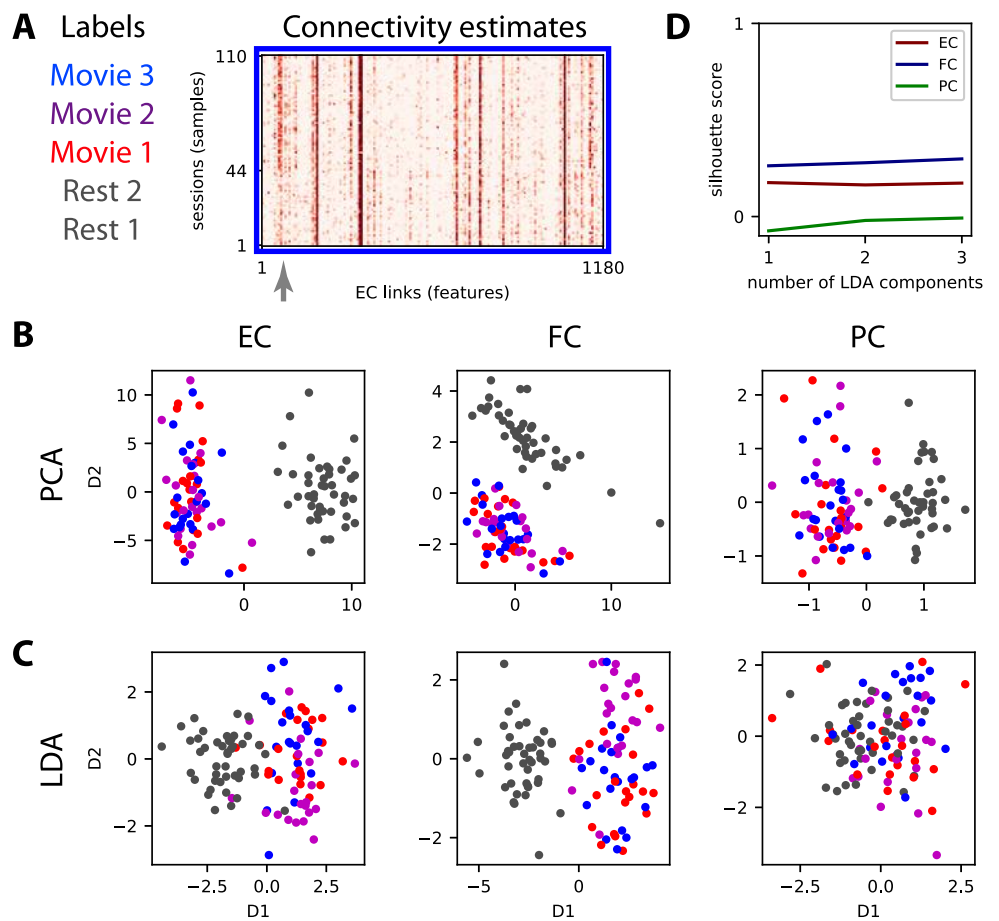 A
Labels
Movie 3
Movie 2
Movie 1
Rest 2
Rest 1
Connectivity estimates
sessions (samples)
110
44
1
1
1180
EC links (features)
D
silhouette score
1
0
EC
FC
PC
1
2
3
number of LDA components
B
EC
FC
PC
PCA
D2
10
5
0
−5
0
10
4
2
0
−2
0
5
10
15
2
1
0
−1
−1
0
1
C
LDA
D2
2
0
−2
−2.5
0.0
2.5
D1
2
0
−2
−5
0
D1
2
0
−2
−2.5
0.0
2.5
D1